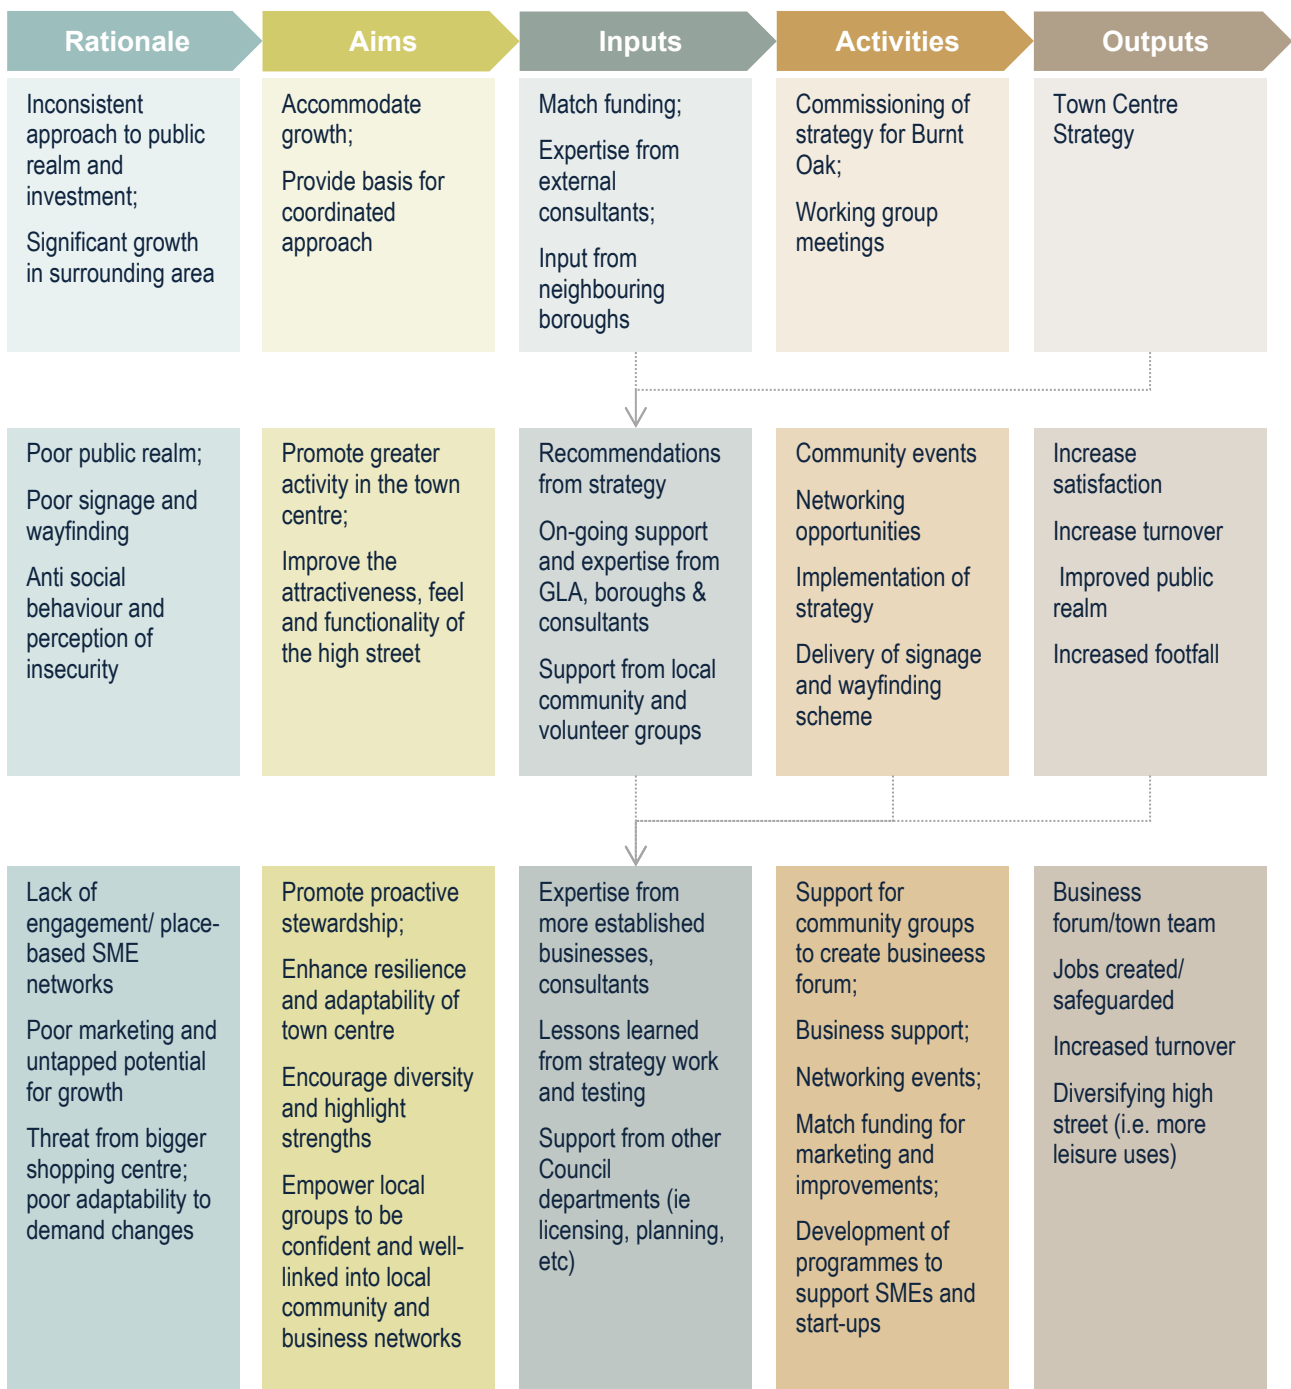 Rationale
Aims
Inputs
Activities
Outputs
Inconsistent
approach to public
realm and
investment;
Significant growth
in surrounding area
Accommodate
growth;
Provide basis for
coordinated
approach
Match funding;
Expertise from
external
consultants;
Input from
neighbouring
boroughs
Commissioning of
strategy for Burnt
Oak;
Working group
meetings
Town Centre
Strategy
Poor public realm;
Poor signage and
wayfinding
Anti social
behaviour and
perception of
insecurity
Promote greater
activity in the town
centre;
Improve the
attractiveness, feel
and functionality of
the high street
Recommendations
from strategy
On-going support
and expertise from
GLA, boroughs &
consultants
Support from local
community and
volunteer groups
Community events
Networking
opportunities
Implementation of
strategy
Delivery of signage
and wayfinding
scheme
Increase
satisfaction
Increase turnover
Improved public
realm
Increased footfall
Lack of
engagement/ place-
based SME
networks
Poor marketing and
untapped potential
for growth
Threat from bigger
shopping centre;
poor adaptability to
demand changes
Promote proactive
stewardship;
Enhance resilience
and adaptability of
town centre
Encourage diversity
and highlight
strengths
Empower local
groups to be
confident and well-
linked into local
community and
business networks
Expertise from
more established
businesses,
consultants
Lessons learned
from strategy work
and testing
Support from other
Council
departments (ie
licensing, planning,
etc)
Support for
community groups
to create busineess
forum;
Business support;
Networking events;
Match funding for
marketing and
improvements;
Development of
programmes to
support SMEs and
start-ups
Business
forum/town team
Jobs created/
safeguarded
Increased turnover
Diversifying high
street (i.e. more
leisure uses)